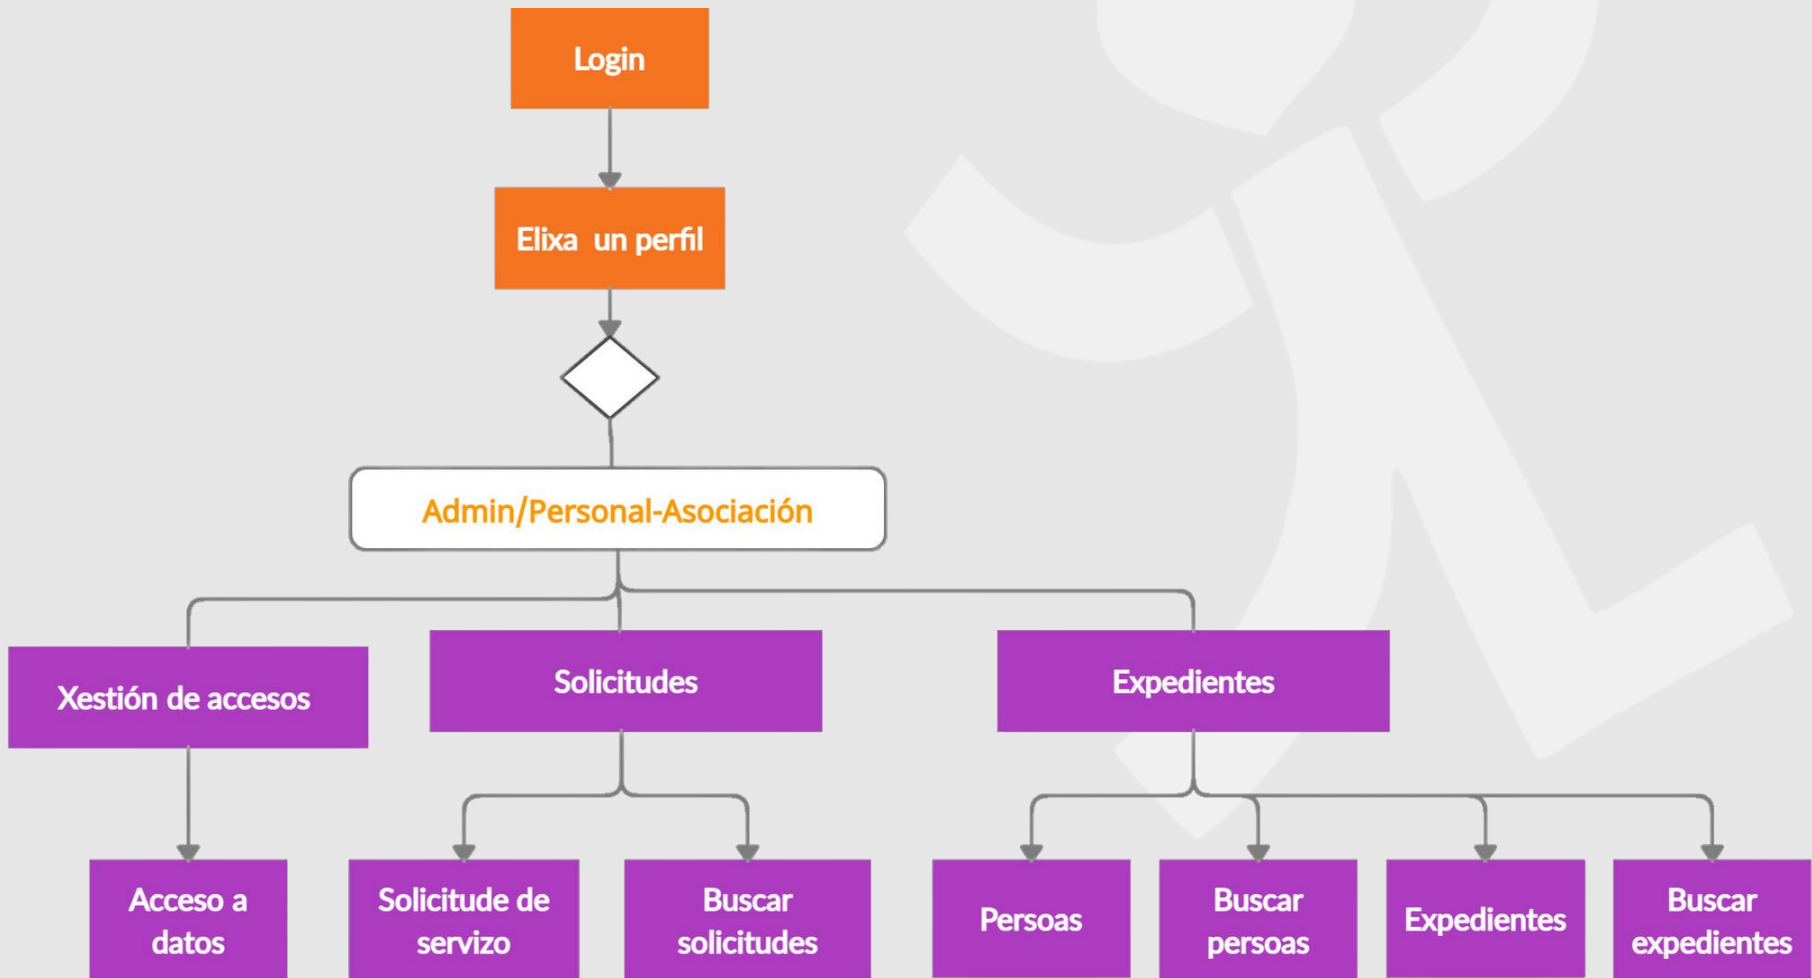 Login
Elixa un perfil
Admin/Personal-Asociación
Xestión de accesos
Solicitudes
Expedientes
Acceso a
datos
Solicitude de
servizo
Buscar
solicitudes
Persoas
Buscar
persoas
Expedientes
Buscar
expedientes